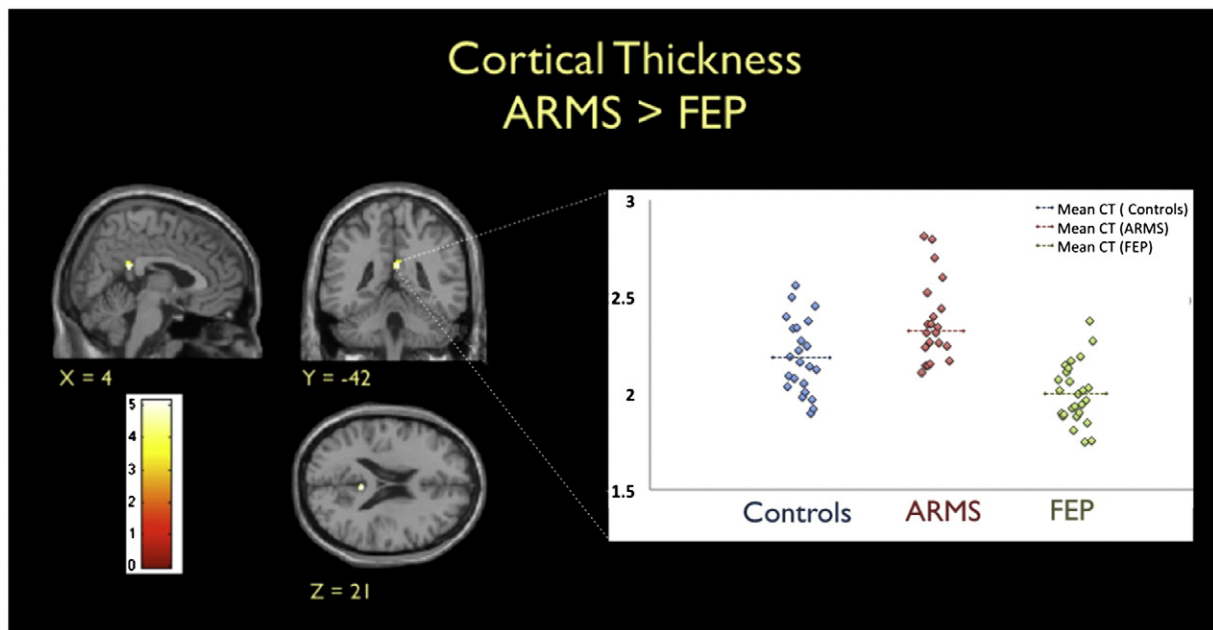 Cortical Thickness
ARMS > FEP
X = 4
Y = -42
5
4
3
2
1
0
Z = 21
3
2.5
2
1.5
Mean CT ( Controls)
Mean CT (ARMS)
Mean CT (FEP)
Controls
ARMS
FEP